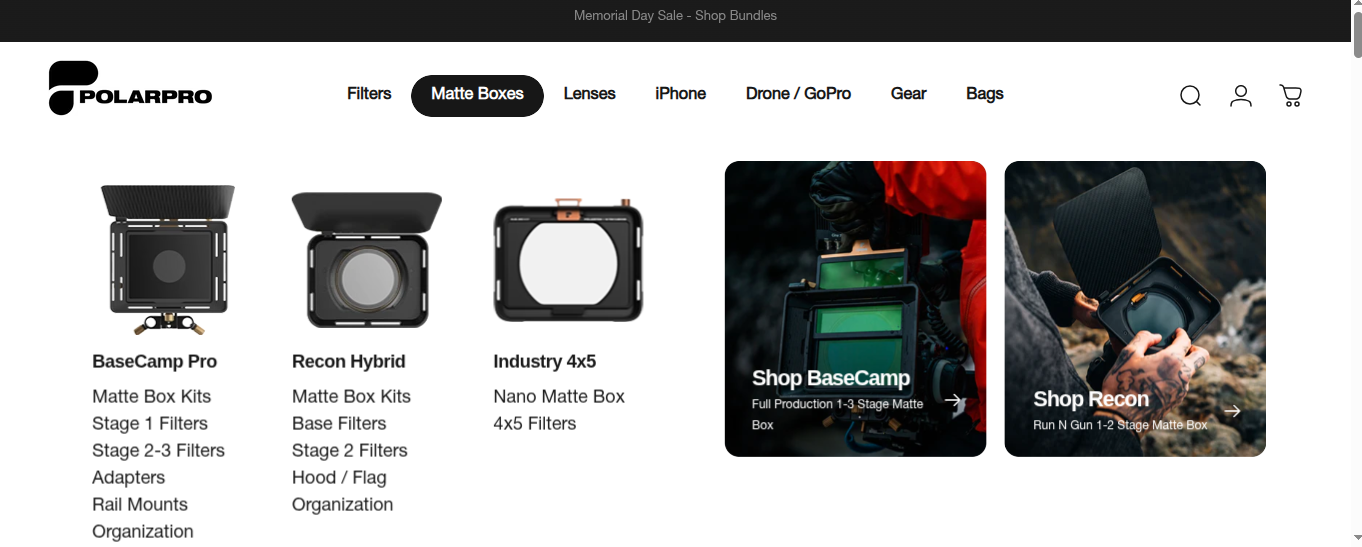 Memorial Day Sale - Shop Bundles
POLARPRO
Filters
Matte Boxes
Lenses
iPhone
Drone / GoPro
Gear
Bags
BaseCamp Pro
Matte Box Kits
Stage 1 Filters
Stage 2-3 Filters
Adapters
Rail Mounts
Organization
Recon Hybrid
Matte Box Kits
Base Filters
Stage 2 Filters
Hood / Flag
Organization
Industry 4x5
Nano Matte Box
4x5 Filters
Shop BaseCamp
Full Production 1-3 Stage Matte
Box
Shop Recon
Run N Gun 1-2 Stage Matte Box